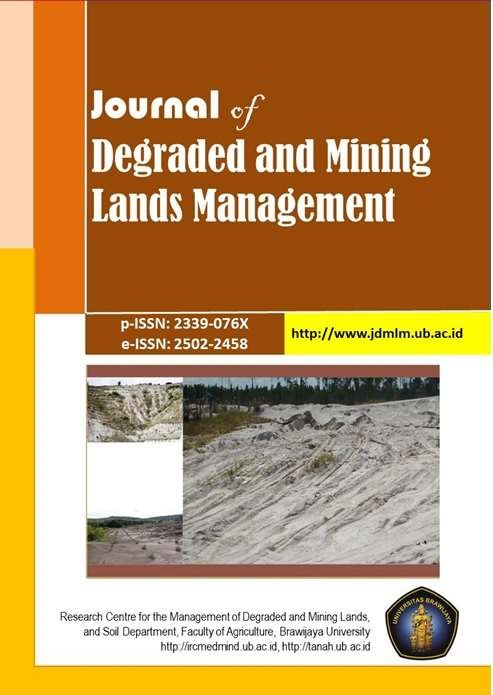 Journal of
Degraded and Mining
Lands Management
p-ISSN: 2339-076X
e-ISSN: 2502-2458
http://www.jdmlm.ub.ac.id
Research Centre for the Management of Degraded and Mining Lands,
and Soil Department, Faculty of Agriculture, Brawijaya University
http://ircmedmind.ub.ac.id, http://tanah.ub.ac.id
UNIVERSITAS BRAWIJAYA